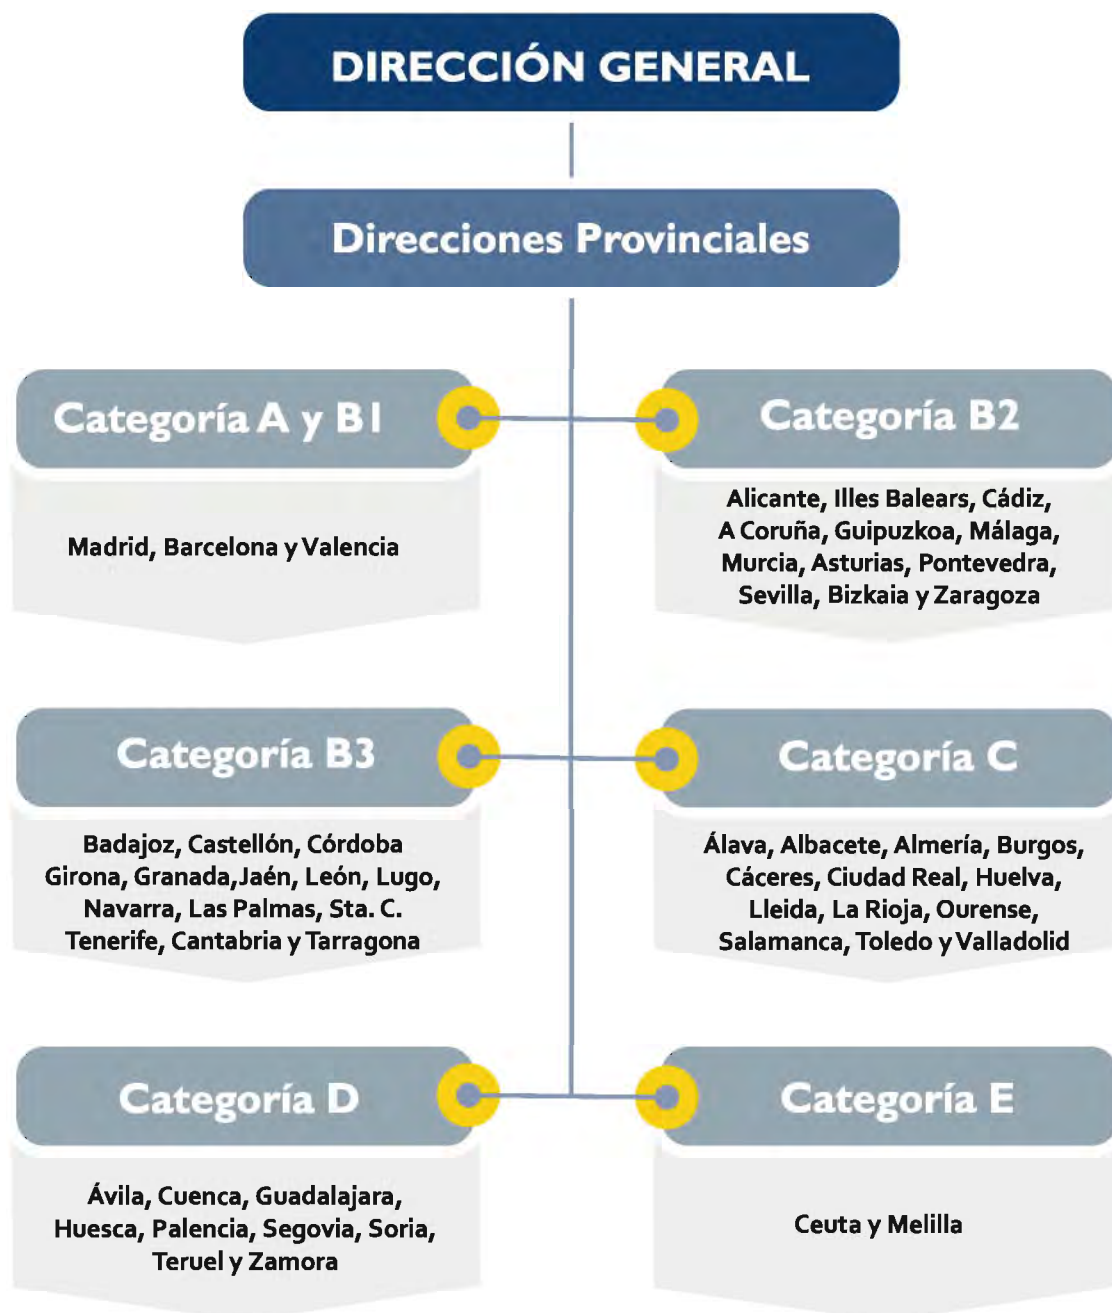 DIRECCIÓN GENERAL
Direcciones Provinciales
Categoría A y B1
Madrid, Barcelona y Valencia
Categoría B2
Alicante, Illes Balears, Cádiz,
A Coruña, Guipuzkoa, Málaga,
Murcia, Asturias, Pontevedra,
Sevilla, Bizkaia y Zaragoza
Categoría B3
Badajoz, Castellón, Córdoba
Girona, Granada,Jaén, León, Lugo,
Navarra, Las Palmas, Sta. C.
Tenerife, Cantabria y Tarragona
Categoría C
Álava, Albacete, Almería, Burgos,
Cáceres, Ciudad Real, Huelva,
Lleida, La Rioja, Ourense,
Salamanca, Toledo y Valladolid
Categoría D
Ávila, Cuenca, Guadalajara,
Huesca, Palencia, Segovia, Soria,
Teruel y Zamora
Categoría E
Ceuta y Melilla